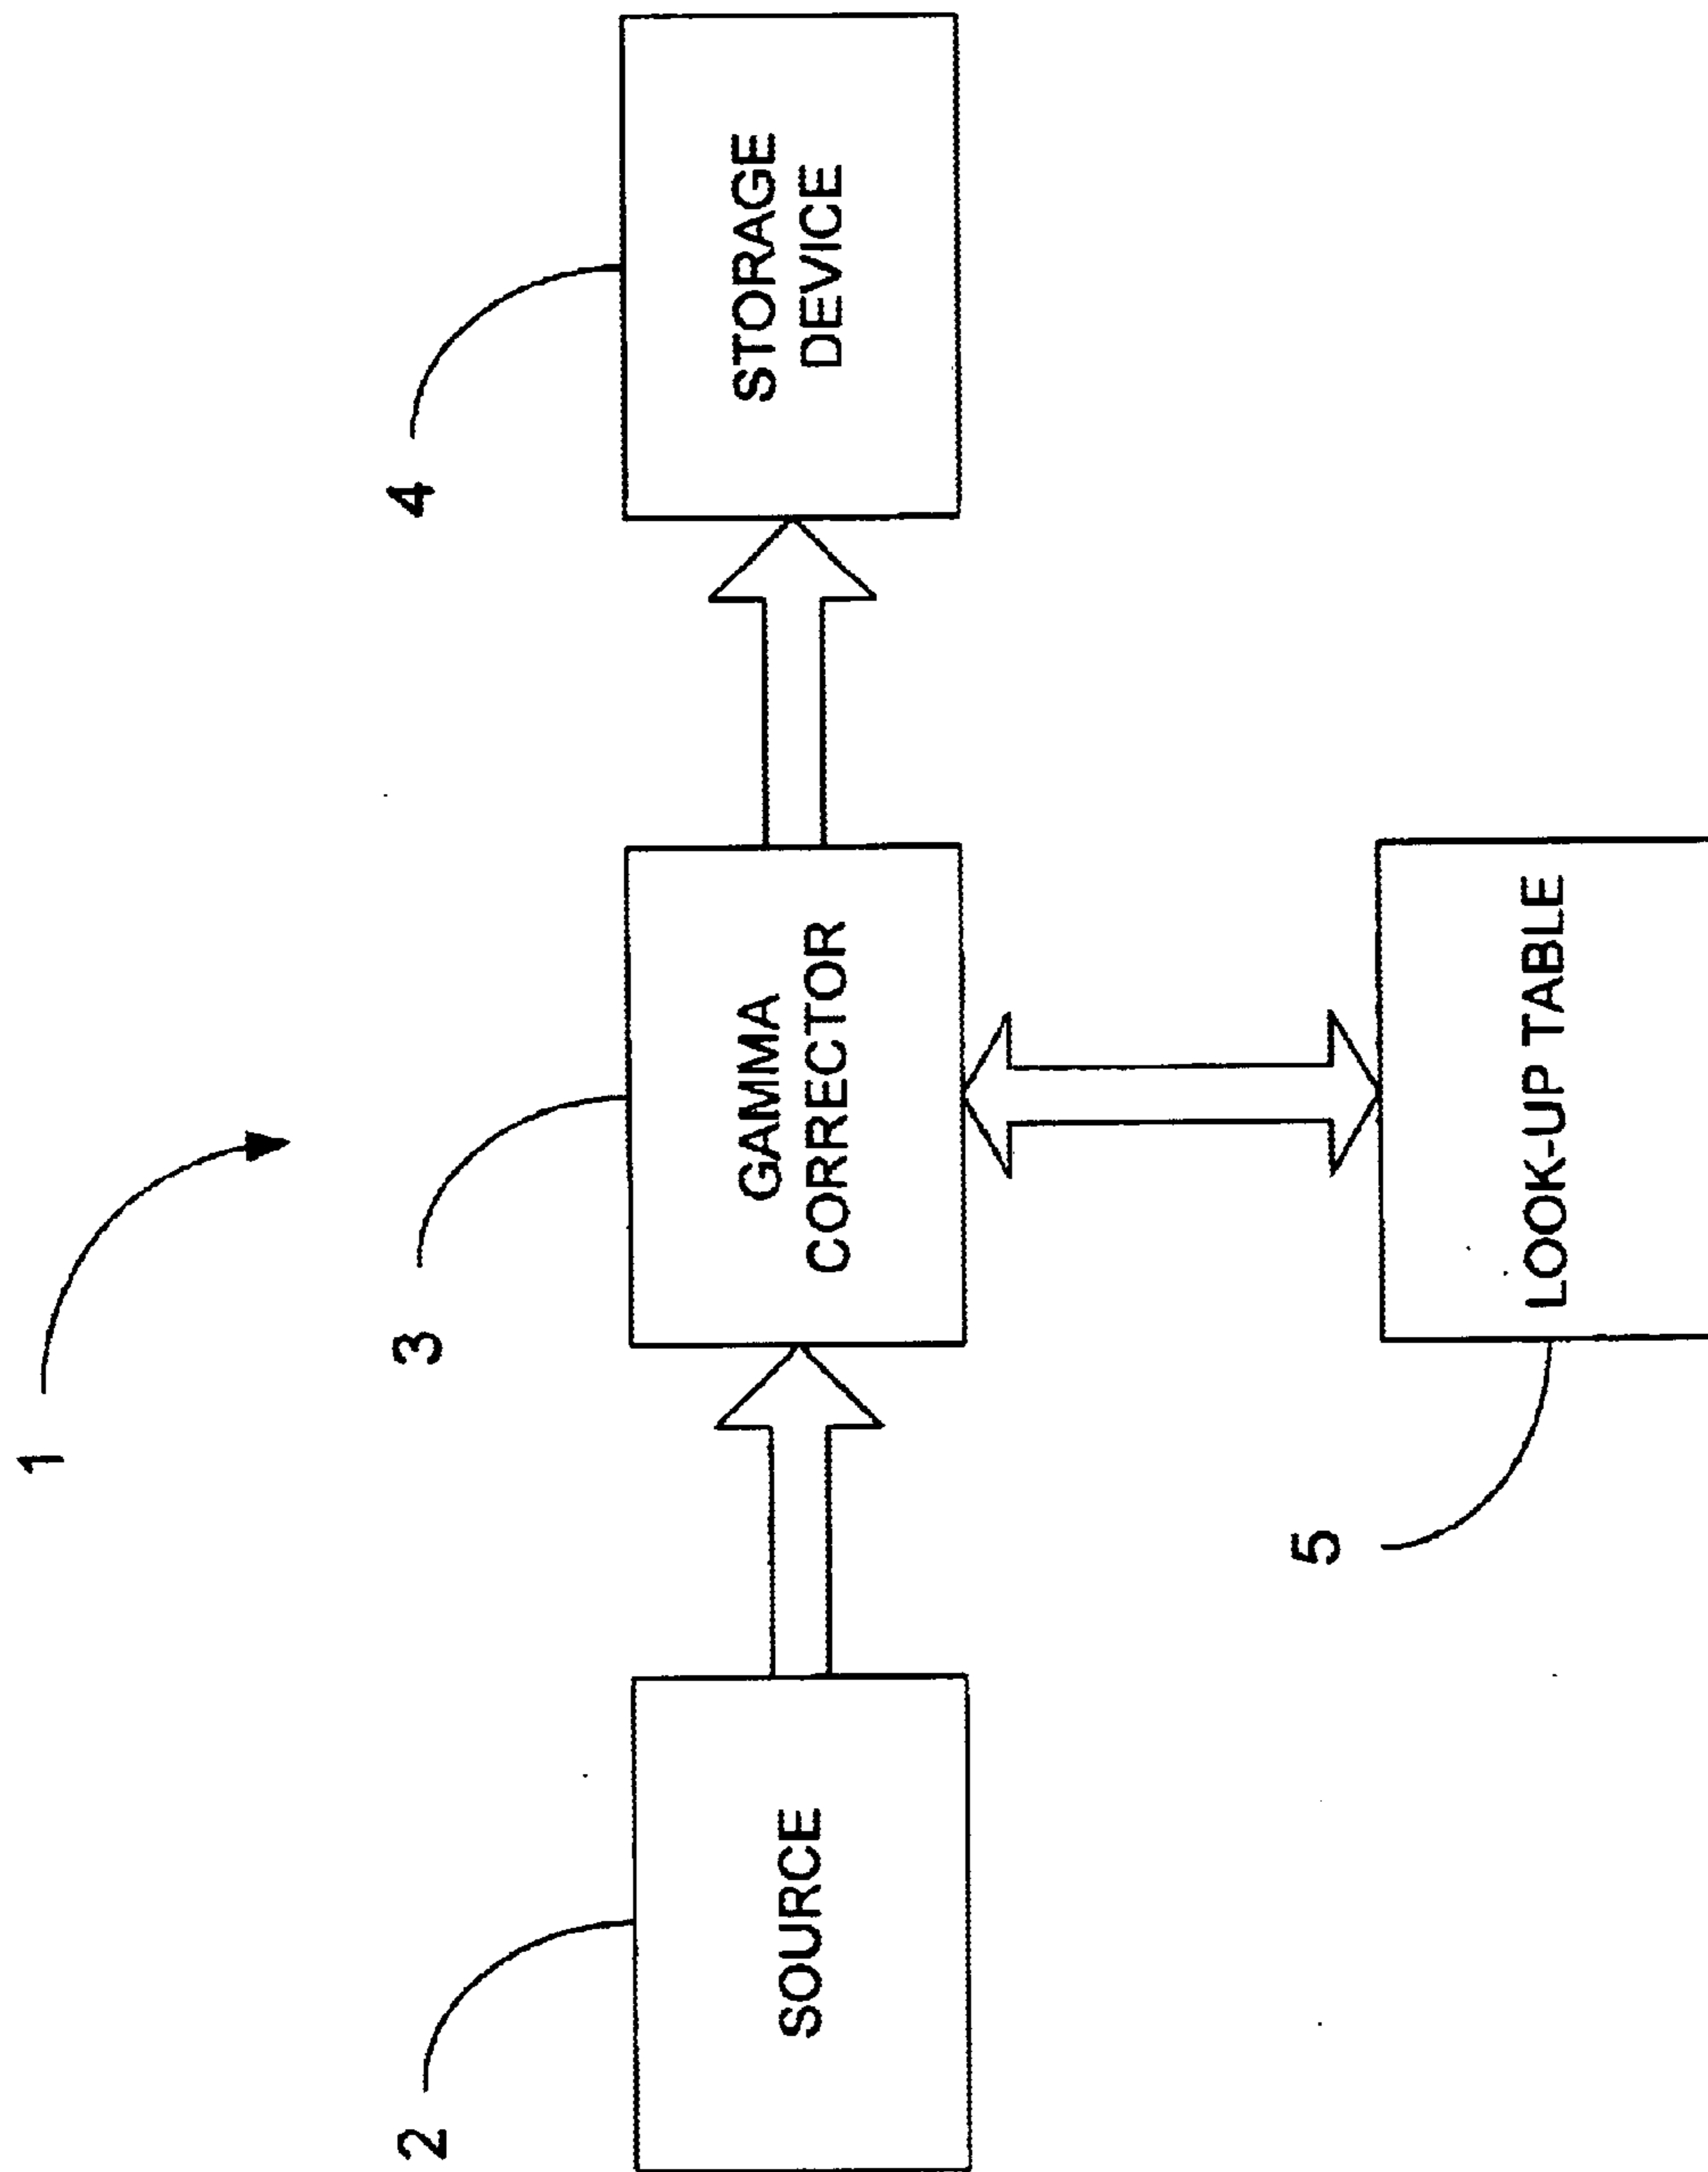 1
2
SOURCE
3
GAMMA
CORRECTOR
4
STORAGE
DEVICE
5
LOOK-UP TABLE